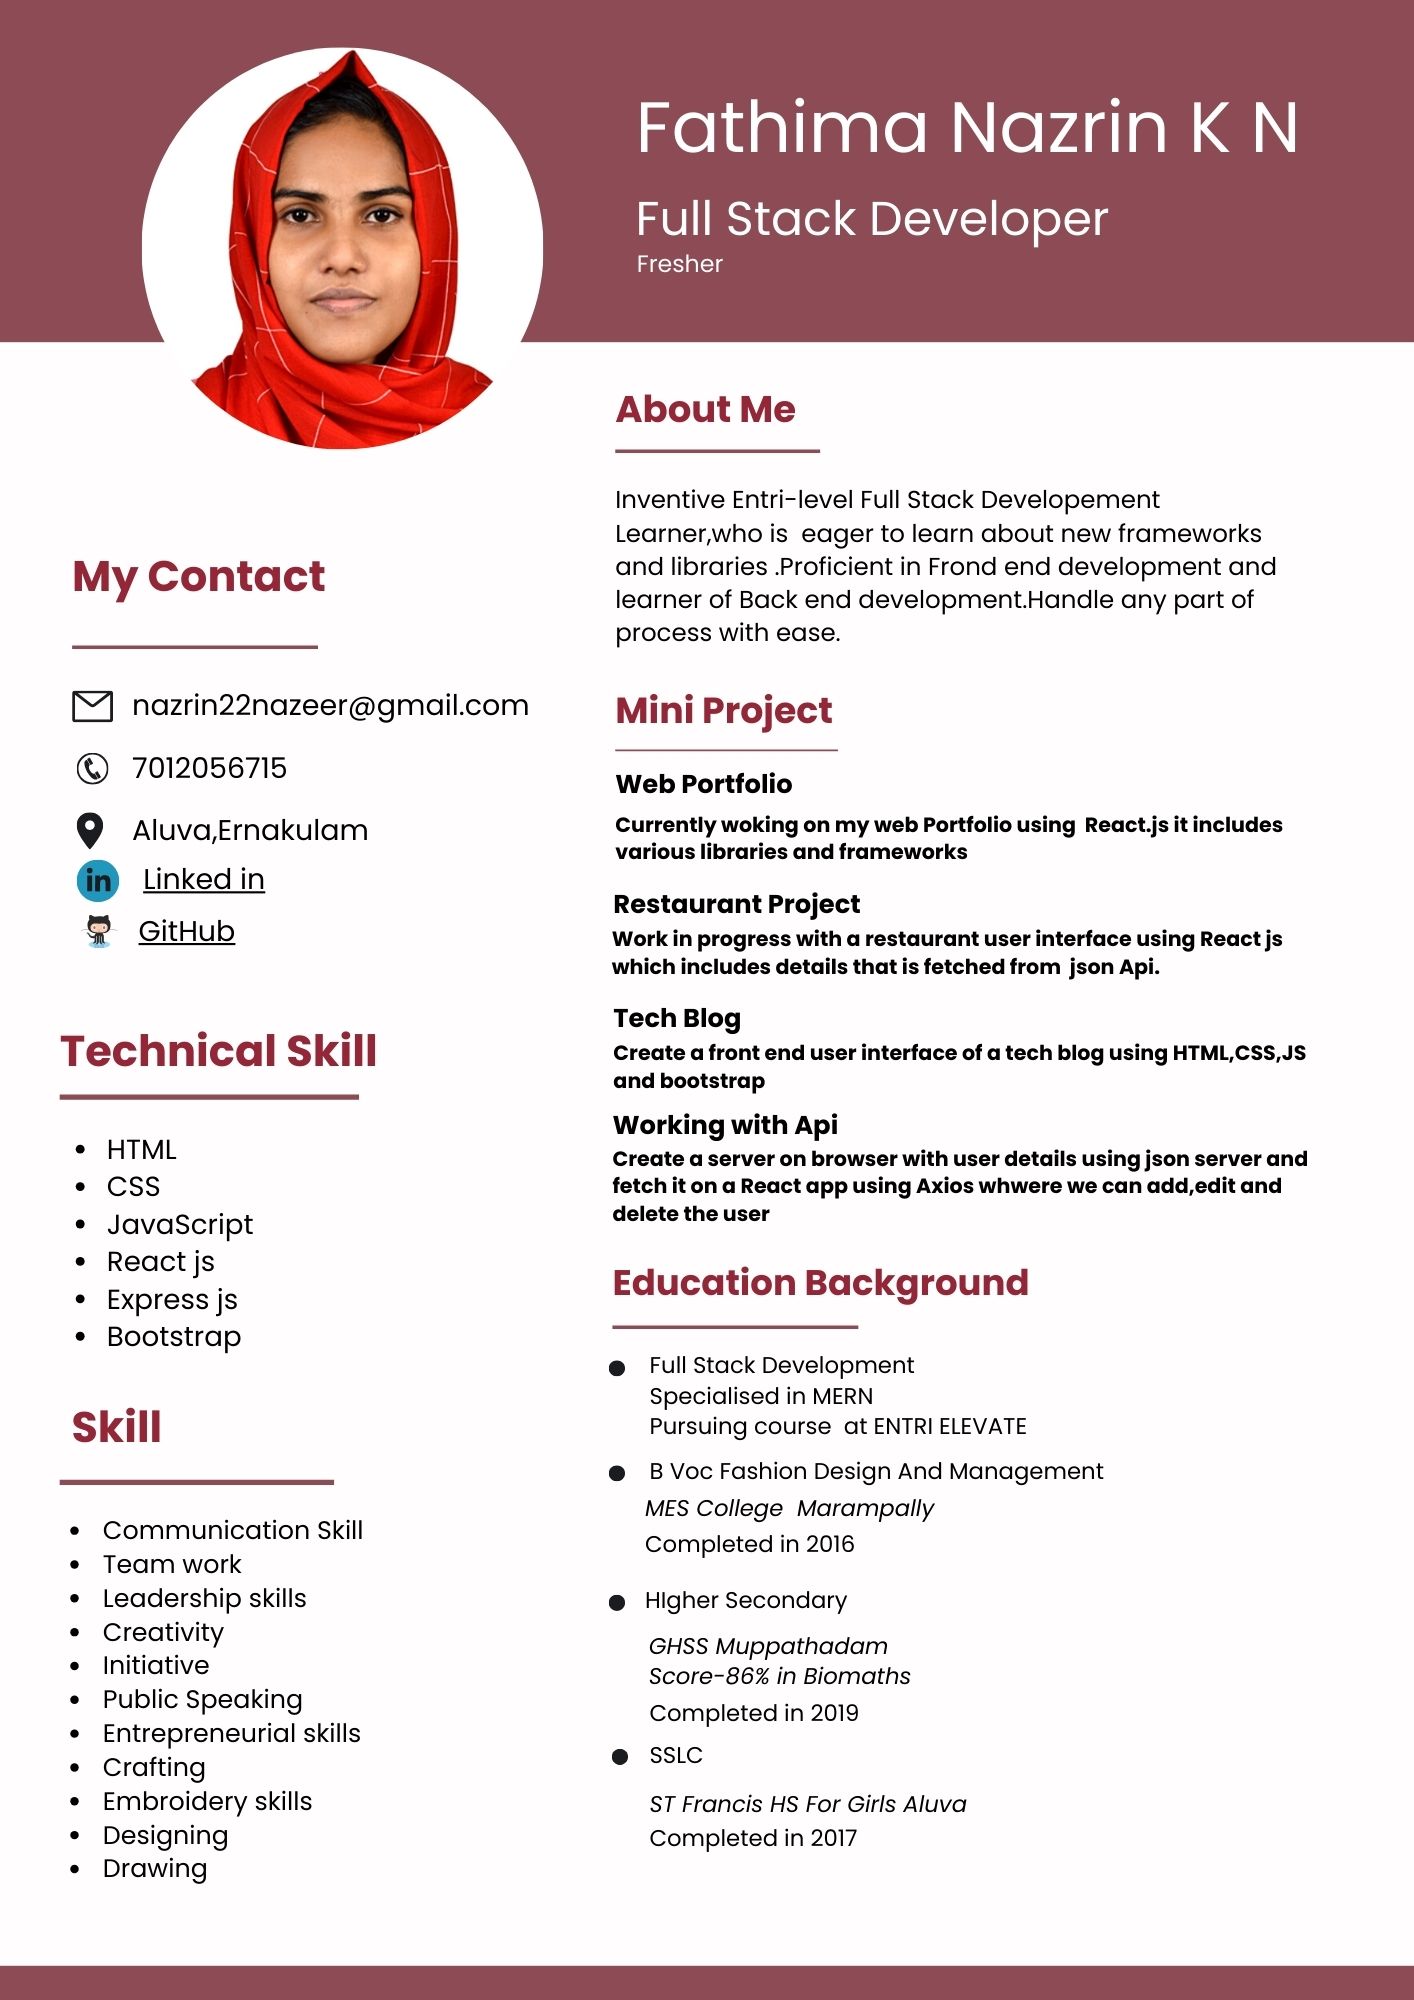 Fathima Nazrin K N
Full Stack Developer
Fresher
My Contact
nazrin22nazeer@gmail.com
7012056715
Aluva,Ernakulam
in
Linked in
GitHub
Technical Skill
HTML
CSS
JavaScript
React js
Express js
Bootstrap
Skill
Communication Skill
Team work
Leadership skills
Creativity
Initiative
Public Speaking
Entrepreneurial skills
Crafting
Embroidery skills
Designing
Drawing
About Me
Inventive Entri-level Full Stack Developement
Learner,who is  eager to learn about new frameworks
and libraries .Proficient in Frond end development and
learner of Back end development.Handle any part of
process with ease.
Mini Project
Web Portfolio
Currently woking on my web Portfolio using  React.js it includes
various libraries and frameworks
Restaurant Project
Work in progress with a restaurant user interface using React js
which includes details that is fetched from  json Api.
Tech Blog
Create a front end user interface of a tech blog using HTML,CSS,JS
and bootstrap
Working with Api
Create a server on browser with user details using json server and
fetch it on a React app using Axios whwere we can add,edit and
delete the user
Education Background
Full Stack Development
Specialised in MERN
Pursuing course  at ENTRI ELEVATE
B Voc Fashion Design And Management
MES College  Marampally
Completed in 2016
HIgher Secondary
GHSS Muppathadam
Score-86% in Biomaths
Completed in 2019
SSLC
ST Francis HS For Girls Aluva
Completed in 2017